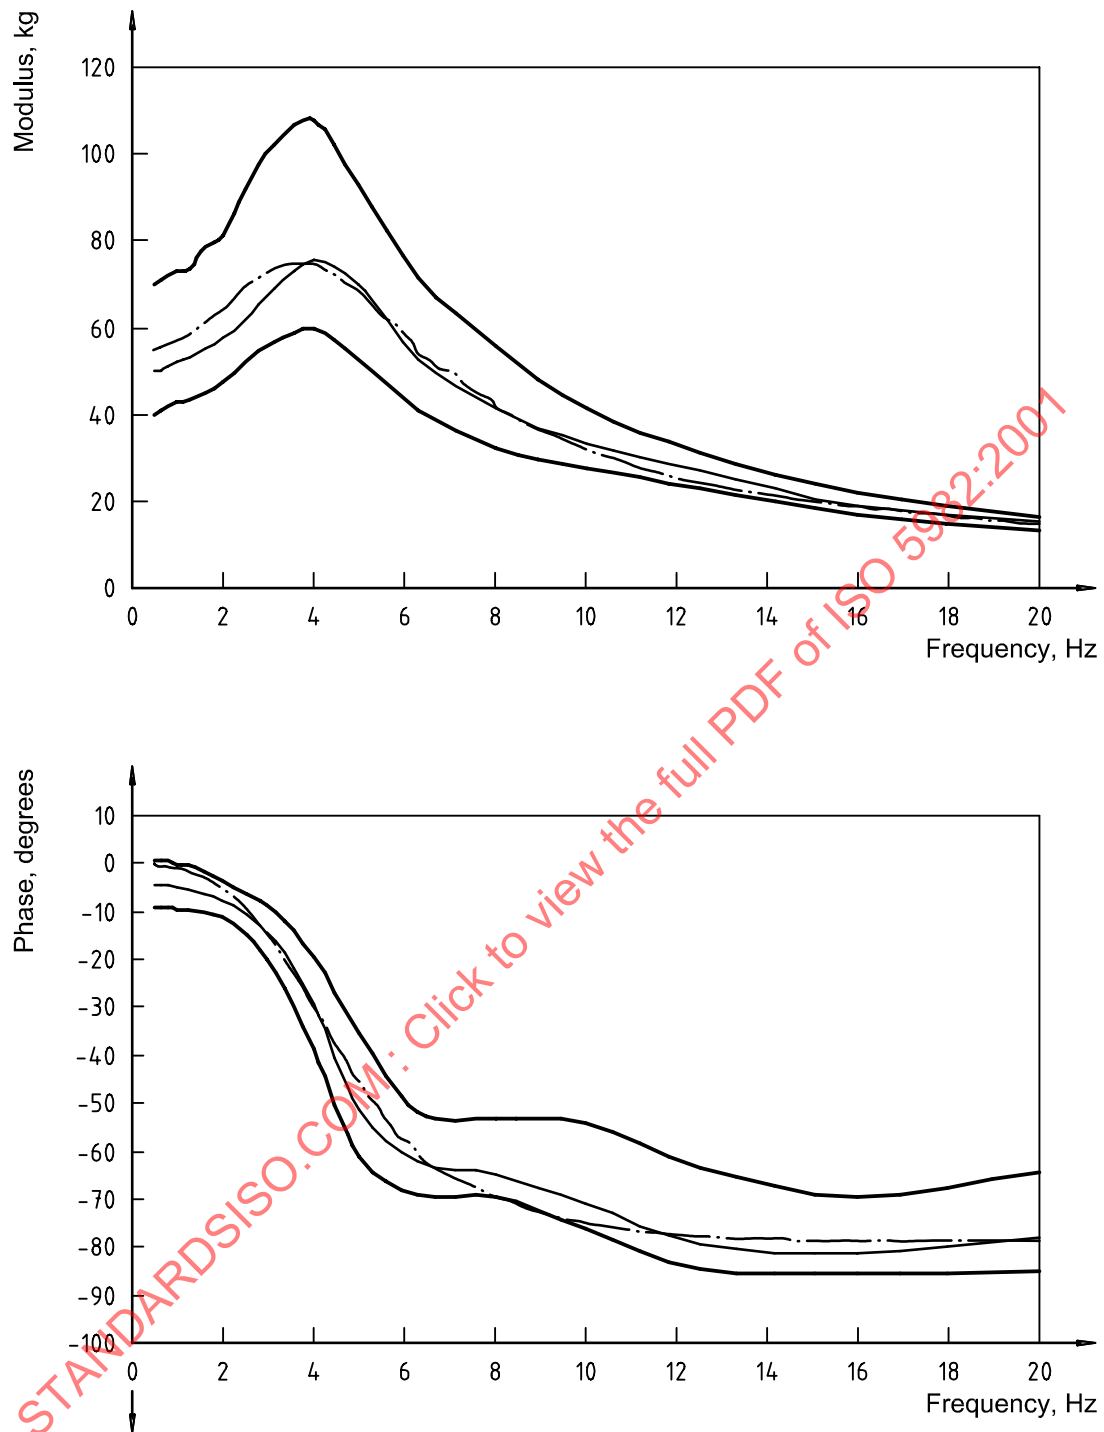 Modulus, kg
120
100
80
60
40
20
0
0 2 4 6 8 10 12 14 16 18 20
Frequency, Hz
Phase, degrees
10
0
-10
-20
-30
-40
-50
-60
-70
-80
-90
-100
0 2 4 6 8 10 12 14 16 18 20
Frequency, Hz
STANDARDSISO.COM : Click to view the full PDF of ISO 5982:2001